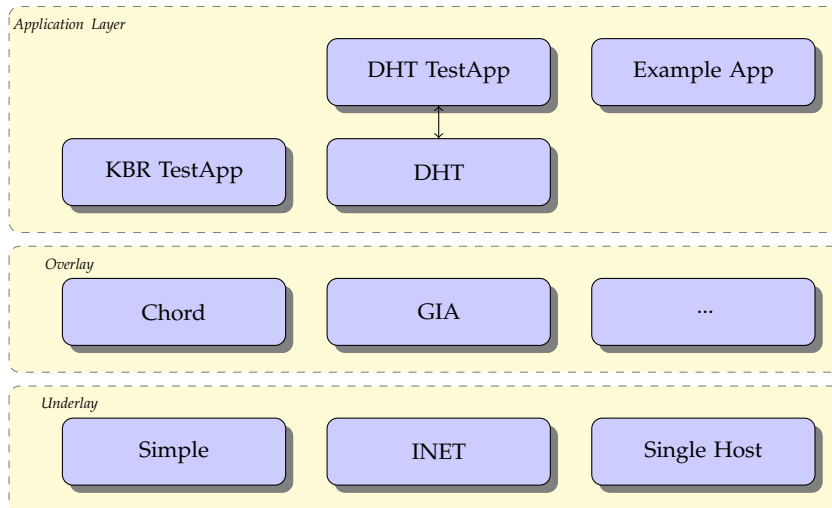 Application Layer
DHT TestApp
Example App
KBR TestApp
DHT
Overlay
Chord
GIA
...
Underlay
Simple
INET
Single Host